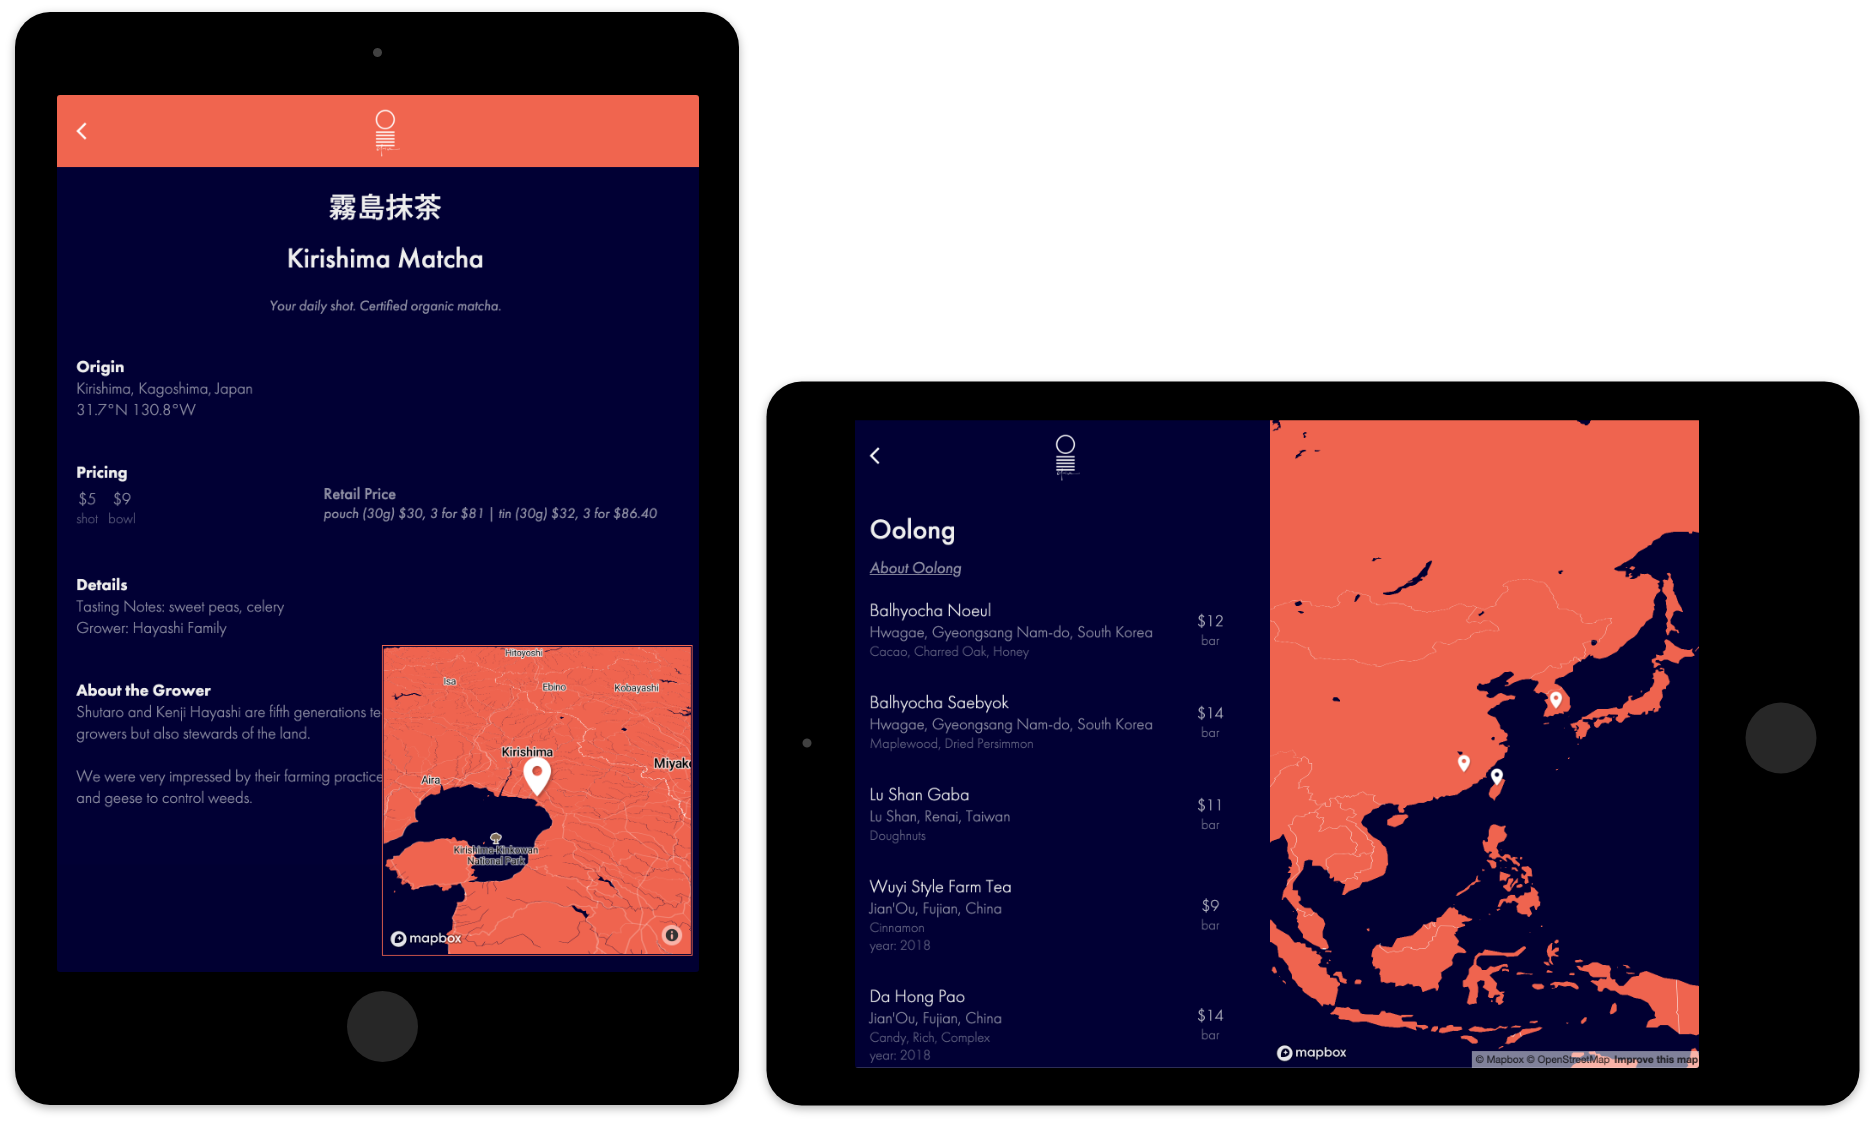 霧島抹茶
Kirishima Matcha
Your daily shot. Certified organic matcha.
Origin
Kirishima, Kagoshima, Japan
31.7°N 130.8°W
Pricing
$5 $9
shot bowl
Retail Price
pouch (30g) $30, 3 for $81 | tin (30g) $32, 3 for $86.40
Details
Tasting Notes: sweet peas, celery
Grower: Hayashi Family
About the Grower
Shutaro and Kenji Hayashi are fifth generations te
growers but also stewards of the land.
We were very impressed by their farming practice
and geese to control weeds.
Hitoyoshi
Isa
Ebino
Kobayashi
Kirishima
Miyako
Aira
Kirishima-Kinkowan
National Park
mapbox
Oolong
About Oolong
Balhyocha Noeul
Hwagae, Gyeongsang Nam-do, South Korea
Cacao, Charred Oak, Honey
$12
bar
Balhyocha Saebyok
Hwagae, Gyeongsang Nam-do, South Korea
Maplewood, Dried Persimmon
$14
bar
Lu Shan Gaba
Lu Shan, Renai, Taiwan
Doughnuts
$11
bar
Wuyi Style Farm Tea
Jian'Ou, Fujian, China
Cinnamon
year: 2018
$9
bar
Da Hong Pao
Jian'Ou, Fujian, China
Candy, Rich, Complex
year: 2018
$14
bar
mapbox
© Mapbox © OpenStreetMap Improve this map